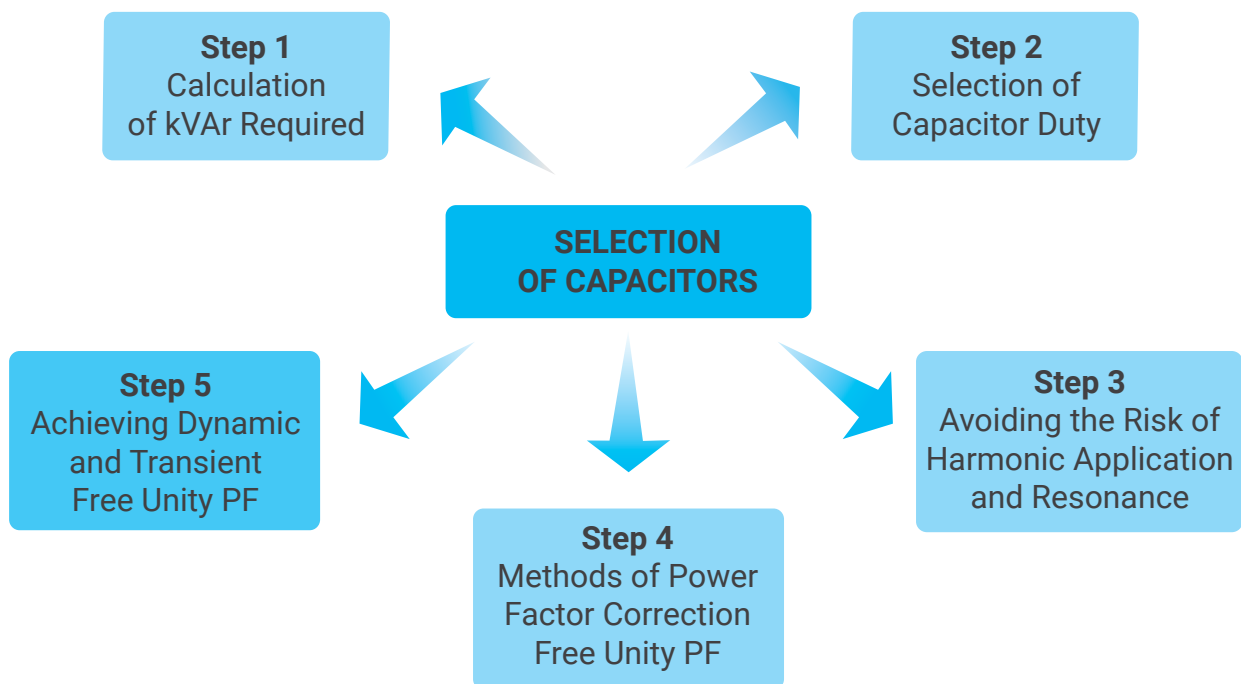 Step 1
Calculation
of kVAr Required
Step 2
Selection of
Capacitor Duty
SELECTION
OF CAPACITORS
Step 5
Achieving Dynamic
and Transient
Free Unity PF
Step 3
Avoiding the Risk of
Harmonic Application
and Resonance
Step 4
Methods of Power
Factor Correction
Free Unity PF